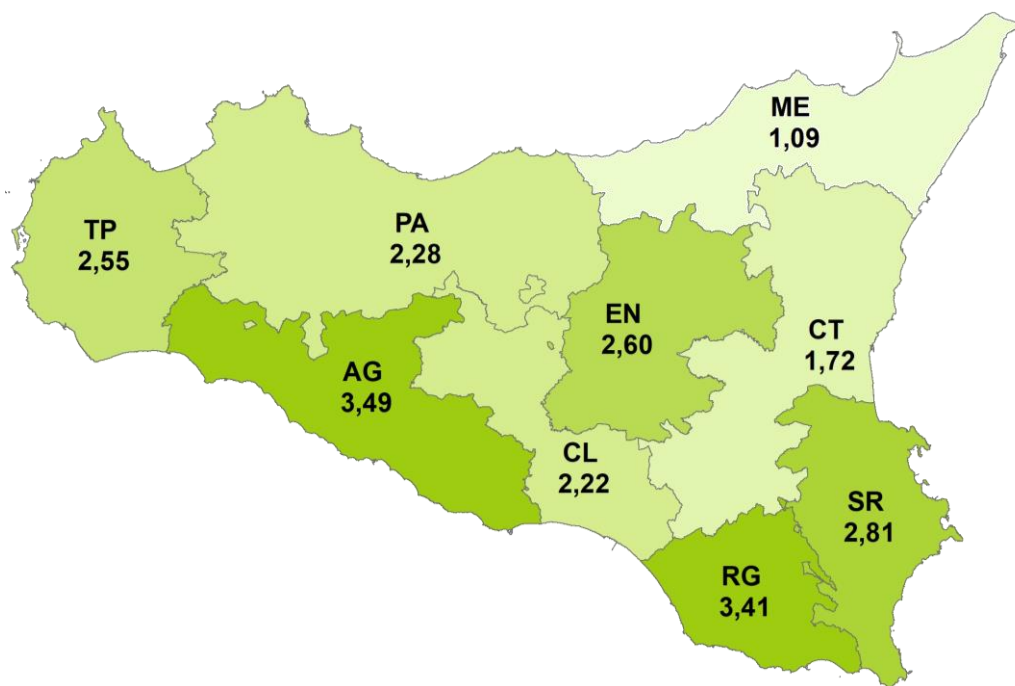 ME
1,09
TP
2,55
PA
2,28
EN
2,60
CT
1,72
AG
3,49
CL
2,22
SR
2,81
RG
3,41